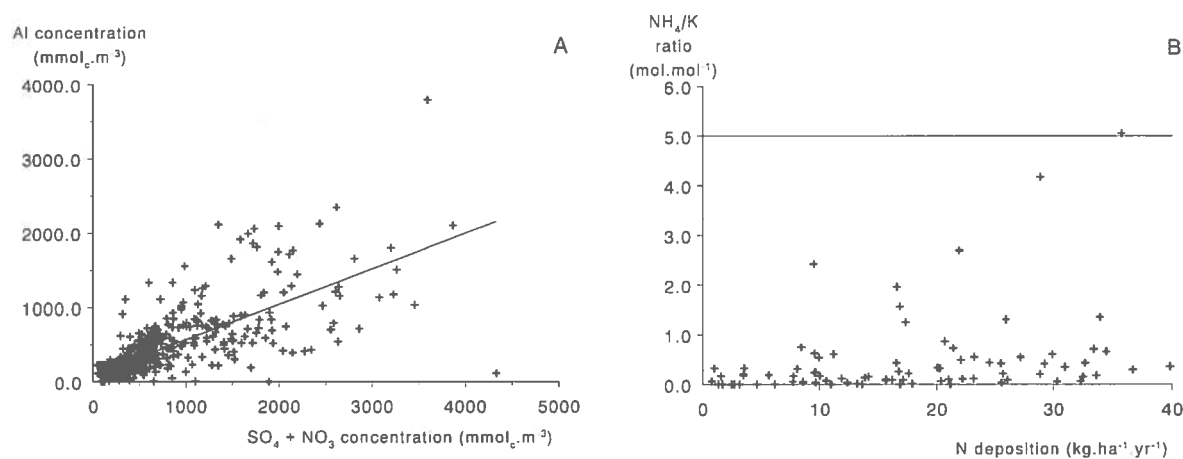 Al concentration
(mmol_c.m⁻³)
A
4000.0
3000.0
2000.0
1000.0
0.0
0
1000
2000
3000
4000
5000
SO₄ + NO₃ concentration (mmol_c.m⁻³)
NH₄/K
ratio
(mol.mol⁻¹)
B
6.0
5.0
4.0
3.0
2.0
1.0
0.0
0
10
20
30
40
N deposition (kg.ha⁻¹.yr⁻¹)